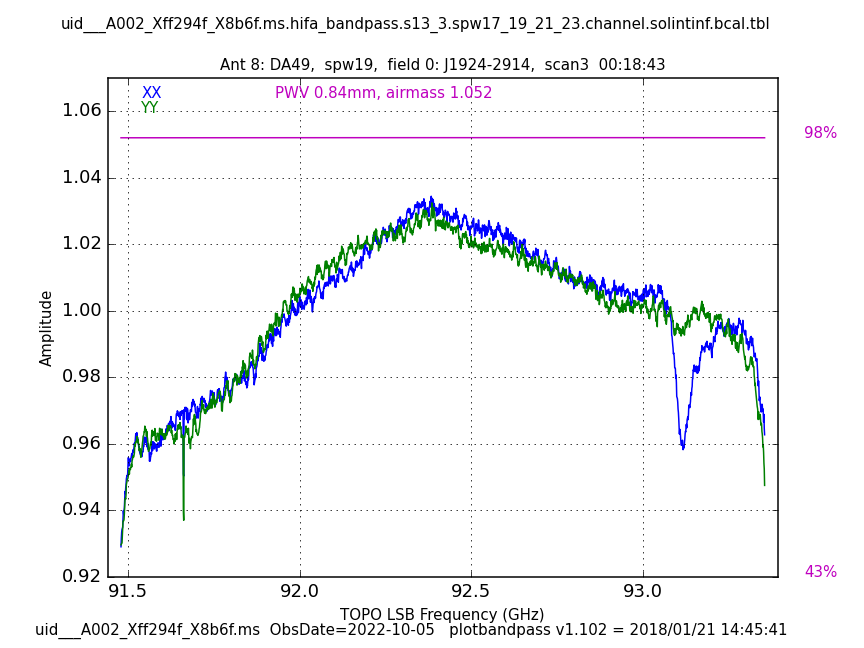 uid___A002_Xff294f_X8b6f.ms.hifa_bandpass.s13_3.spw17_19_21_23.channel.solintinf.bcal.tbl
Ant 8: DA49,  spw19,  field 0: J1924-2914,  scan3  00:18:43
XX
PWV 0.84mm, airmass 1.052
YY
1.06
98%
1.04
1.02
1.00
0.98
0.96
0.94
0.92
43%
Amplitude
91.5 92.0 92.5 93.0
TOPO LSB Frequency (GHz)
uid___A002_Xff294f_X8b6f.ms  ObsDate=2022-10-05   plotbandpass v1.102 = 2018/01/21 14:45:41